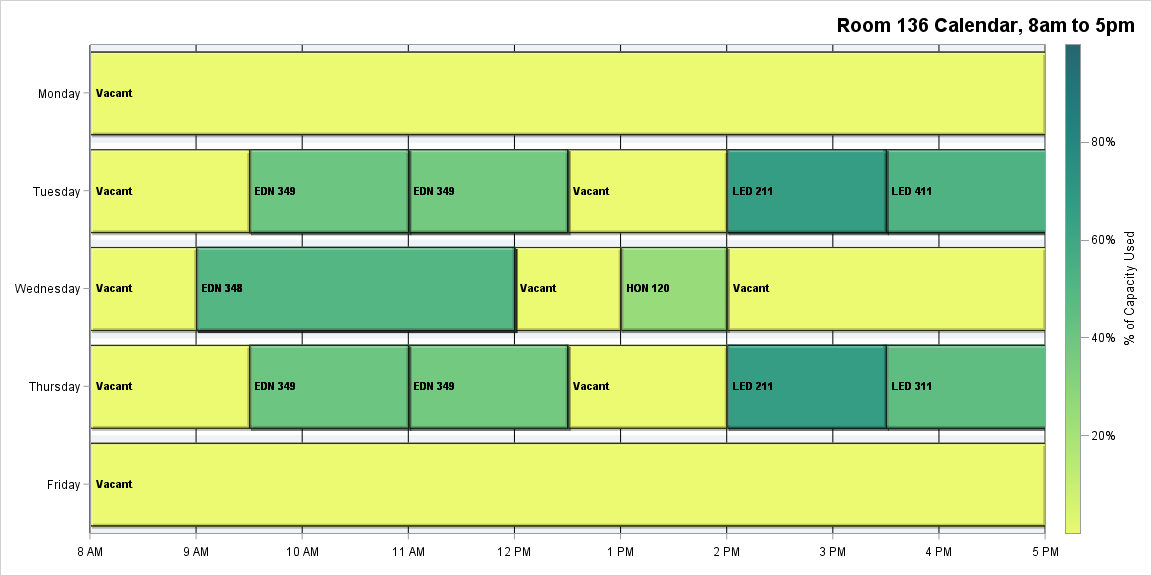 Room 136 Calendar, 8am to 5pm
Monday
Vacant
Tuesday
Vacant
EDN 349
EDN 349
Vacant
LED 211
LED 411
Wednesday
Vacant
EDN 348
Vacant
HON 120
Vacant
Thursday
Vacant
EDN 349
EDN 349
Vacant
LED 211
LED 311
Friday
Vacant
8 AM
9 AM
10 AM
11 AM
12 PM
1 PM
2 PM
3 PM
4 PM
5 PM
80%
60%
40%
20%
% of Capacity Used